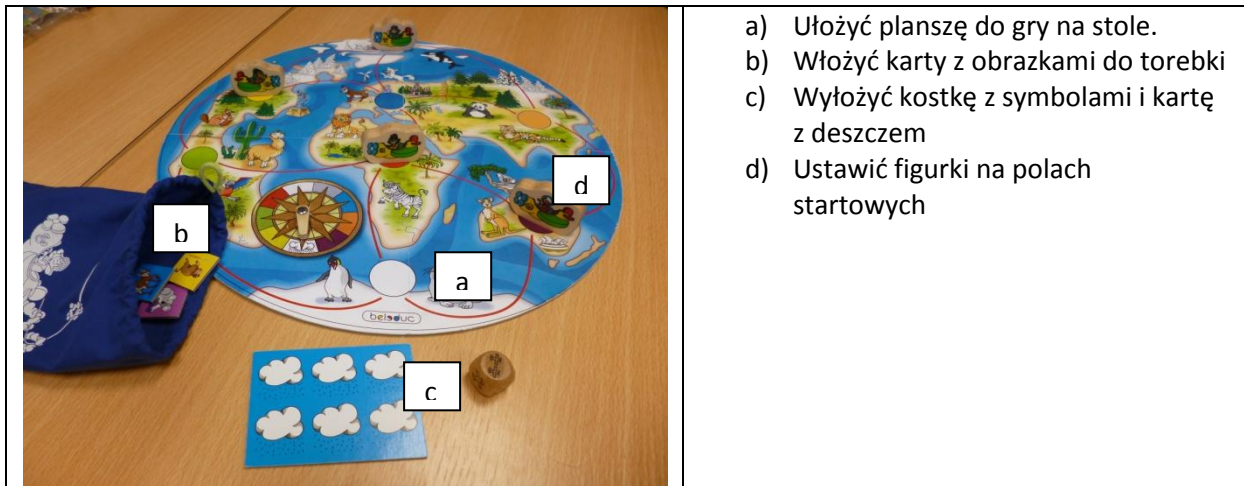 a) Ułożyć planszę do gry na stole.
b) Włożyć karty z obrazkami do torebki
c) Wyłożyć kostkę z symbolami i kartę
z deszczem
d) Ustawić figurki na polach
startowych
d
b
a
beleduc
c